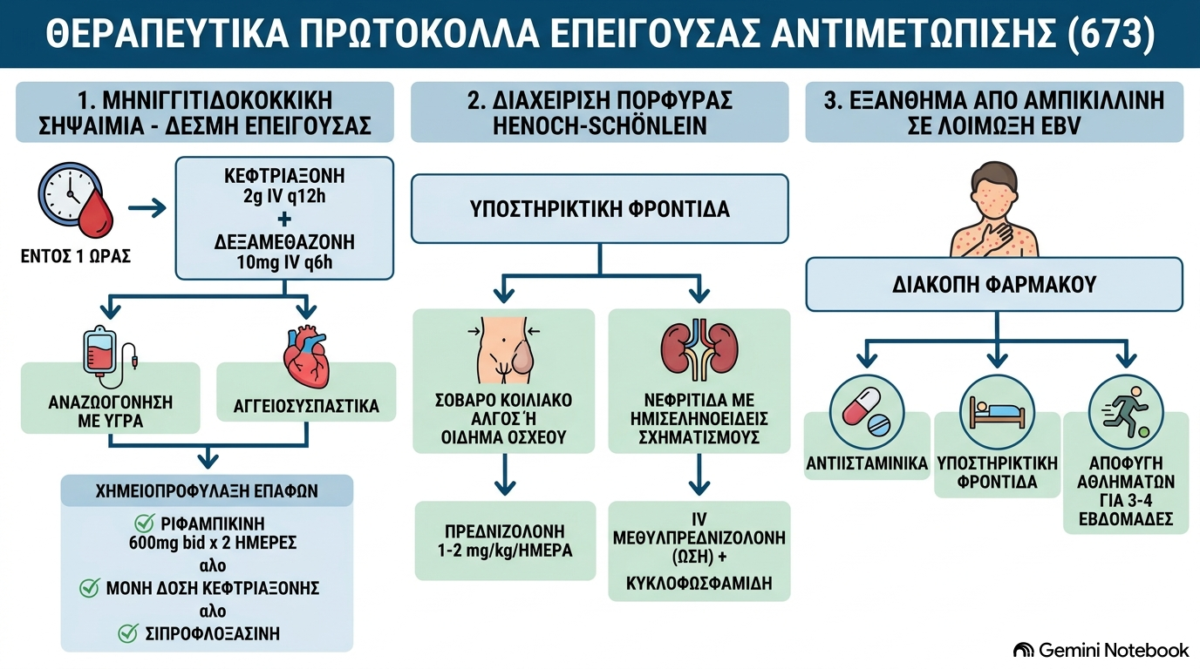 ΘΕΡΑΠΕΥΤΙΚΑ ΠΡΩΤΟΚΟΛΛΑ ΕΠΕΙΓΟΥΣΑΣ ΑΝΤΙΜΕΤΩΠΙΣΗΣ (673)
1. ΜΗΝΙΓΓΙΤΙΔΟΚΟΚΚΙΚΗ
ΣΗΨΑΙΜΙΑ - ΔΕΣΜΗ ΕΠΕΙΓΟΥΣΑΣ
ΕΝΤΟΣ 1 ΩΡΑΣ
ΚΕΦΤΡΙΑΞΟΝΗ
2g IV q12h
+
ΔΕΞΑΜΕΘΑΖΟΝΗ
10mg IV q6h
ΑΝΑΖΩΟΓΟΝΗΣΗ
ΜΕ ΥΓΡΑ
ΑΓΓΕΙΟΣΥΣΠΑΣΤΙΚΑ
ΧΗΜΕΙΟΠΡΟΦΥΛΑΞΗ ΕΠΑΦΩΝ
ΡΙΦΑΜΠΙΚΙΝΗ
600mg bid x 2 ΗΜΕΡΕΣ
αλο
ΜΟΝΗ ΔΟΣΗ ΚΕΦΤΡΙΑΞΟΝΗΣ
αλο
ΣΙΠΡΟΦΛΟΞΑΣΙΝΗ
2. ΔΙΑΧΕΙΡΙΣΗ ΠΟΡΦΥΡΑΣ
HENOCH-SCHÖNLEIN
ΥΠΟΣΤΗΡΙΚΤΙΚΗ ΦΡΟΝΤΙΔΑ
ΣΟΒΑΡΟ ΚΟΙΛΙΑΚΟ
ΑΛΓΟΣ Ή
ΟΙΔΗΜΑ ΟΣΧΕΟΥ
ΠΡΕΔΝΙΖΟΛΟΝΗ
1-2 mg/kg/ΗΜΕΡΑ
ΝΕΦΡΙΤΙΔΑ ΜΕ
ΗΜΙΣΕΛΗΝΟΕΙΔΕΙΣ
ΣΧΗΜΑΤΙΣΜΟΥΣ
IV
ΜΕΘΥΛΠΡΕΔΝΙΖΟΛΟΝΗ
(ΩΣΗ) +
ΚΥΚΛΟΦΩΣΦΑΜΙΔΗ
3. ΕΞΑΝΘΗΜΑ ΑΠΟ ΑΜΠΙΚΙΛΛΙΝΗ
ΣΕ ΛΟΙΜΩΞΗ EBV
ΔΙΑΚΟΠΗ ΦΑΡΜΑΚΟΥ
ΑΝΤΙΙΣΤΑΜΙΝΙΚΑ
ΥΠΟΣΤΗΡΙΚΤΙΚΗ
ΦΡΟΝΤΙΔΑ
ΑΠΟΦΥΓΗ
ΑΘΛΗΜΑΤΩΝ
ΓΙΑ 3-4
ΕΒΔΟΜΑΔΕΣ
Gemini Notebook